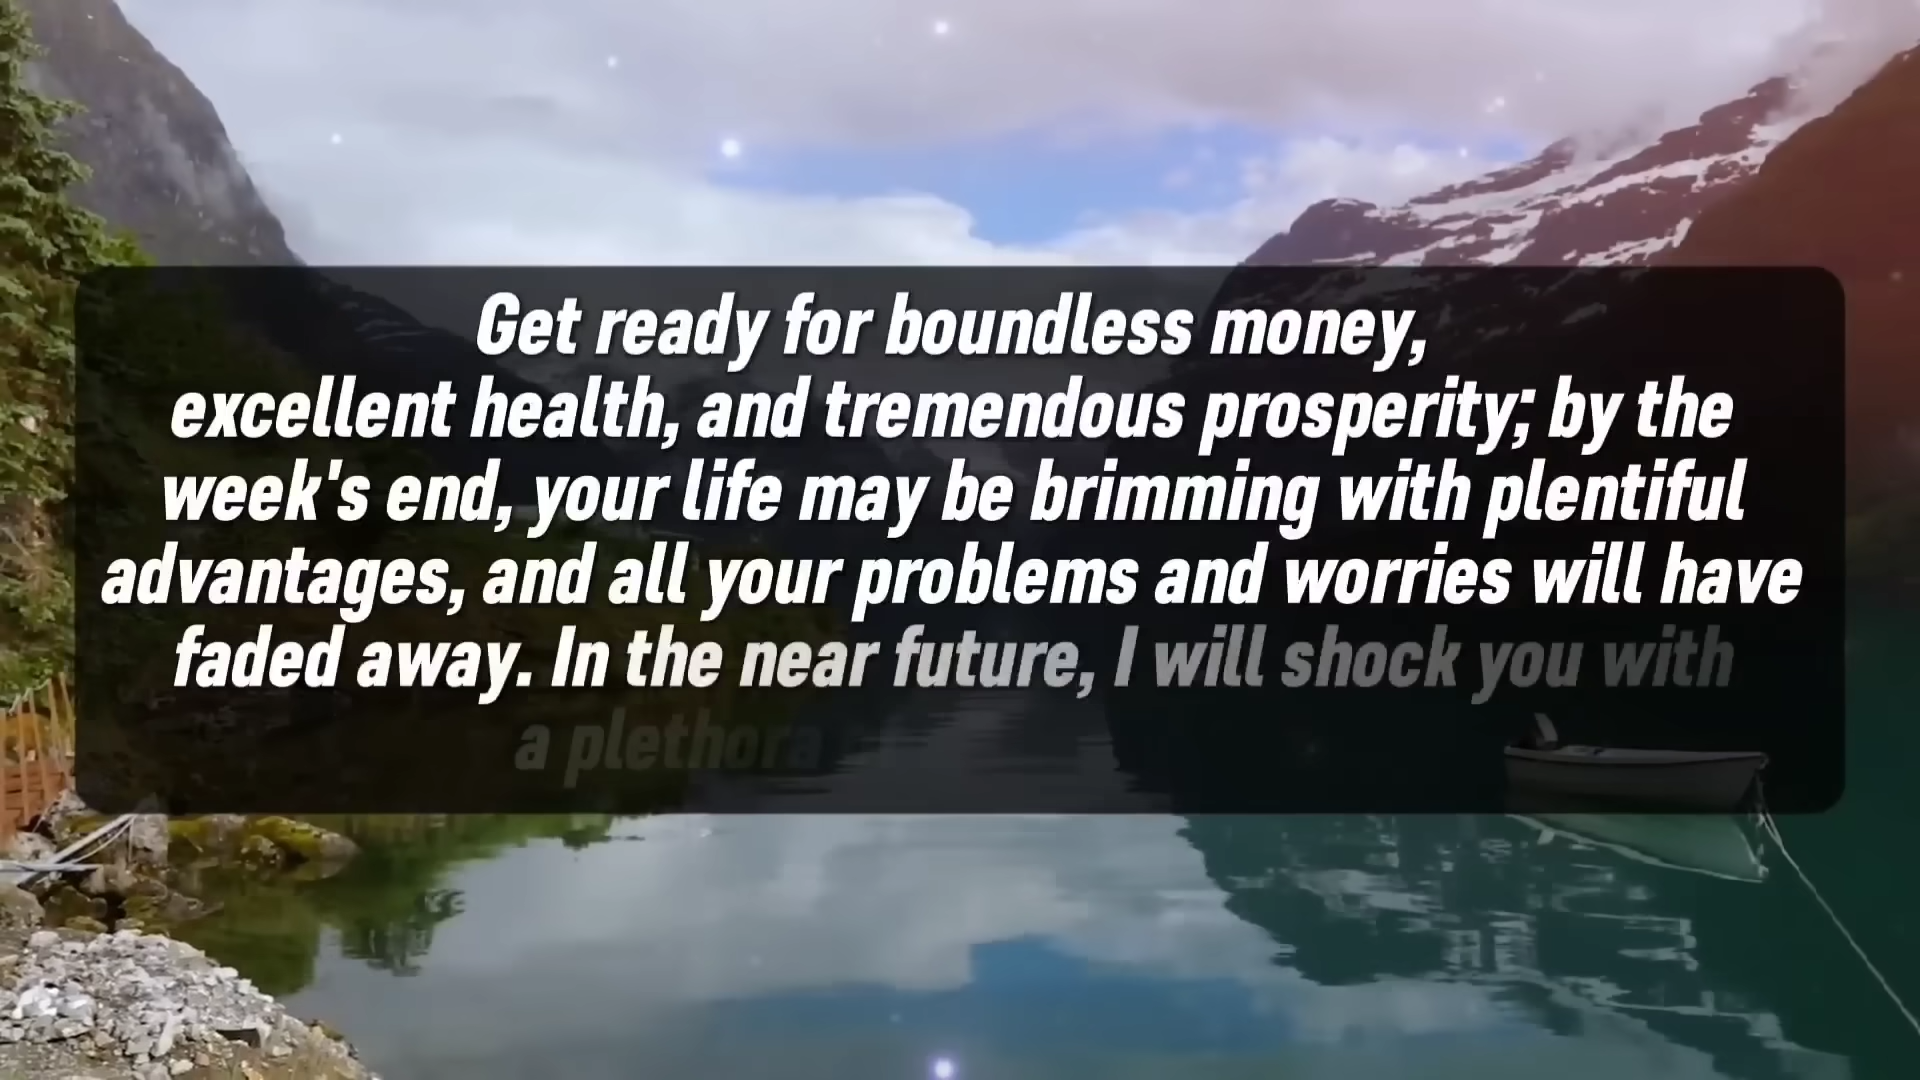 Get ready for boundless money,
excellent health, and tremendous prosperity; by the
week's end, your life may be brimming with plentiful
advantages, and all your problems and worries will have
faded away. In the near future, I will shock you with
a plethora